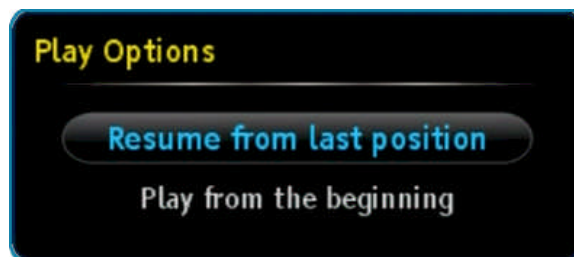 Play Options
Resume from last position
Play from the beginning